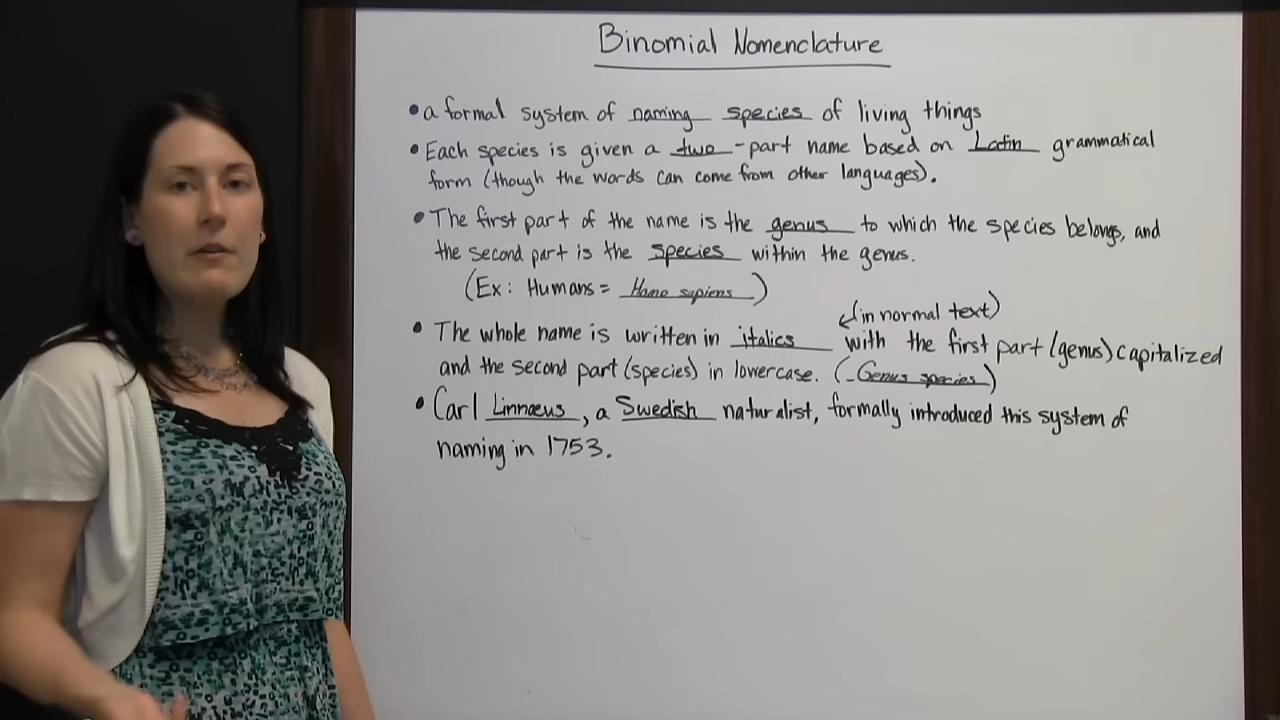 Binomial Nomenclature
• a formal system of naming species of living things
• Each species is given a two-part name based on Latin grammatical
form (though the words can come from other languages).
• The first part of the name is the genus to which the species belongs, and
the second part is the species within the genus.
(Ex: Humans = Homo sapiens)
(in normal text)
• The whole name is written in italics with the first part (genus) capitalized
and the second part (species) in lowercase. (Genus species)
• Carl Linnaeus, a Swedish naturalist, formally introduced this system of
naming in 1753.